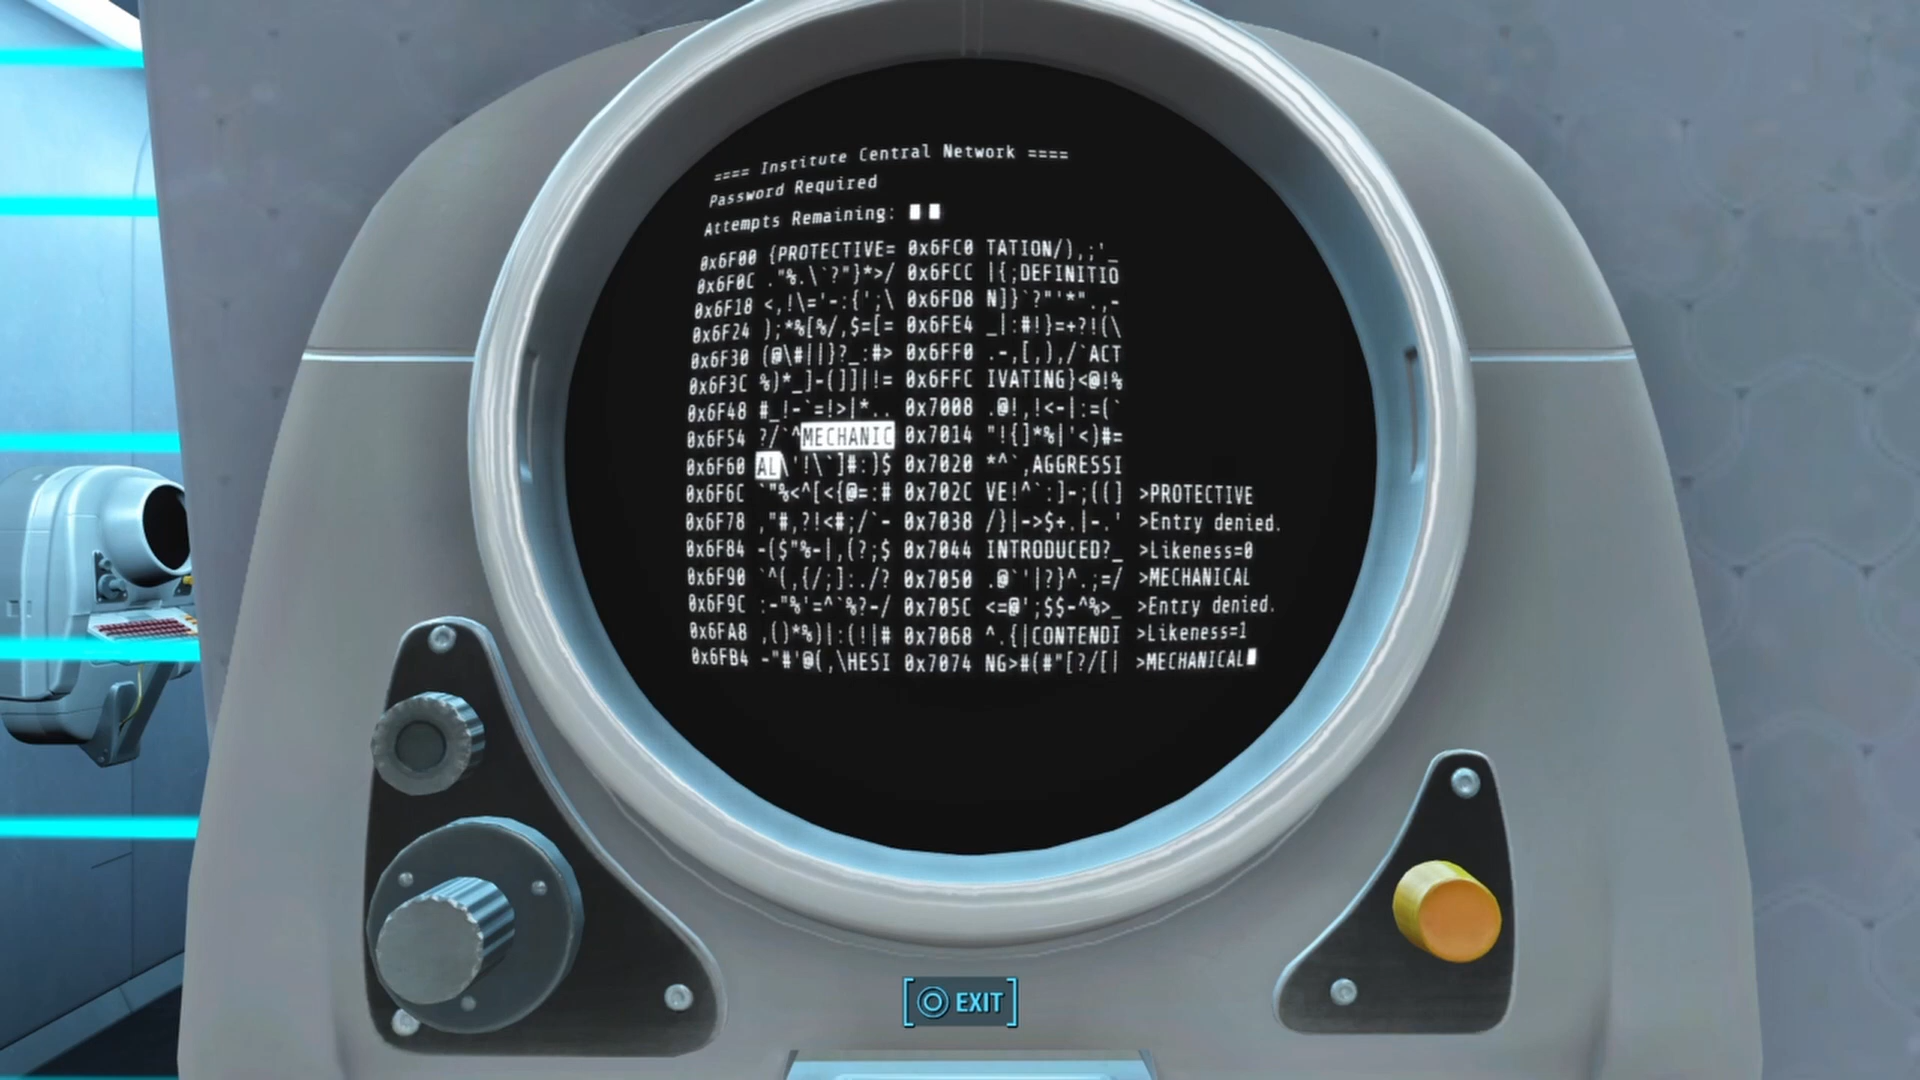 ==== Institute Central Network ====
Password Required
Attempts Remaining: ■ ■
0x6F00 {PROTECTIVE= 0x6FC0 TATION/),;'_
0x6F0C ."%.\`?"}*>/ 0x6FCC |{;DEFINITIO
0x6F18 <,!\='-:{';\ 0x6FD8 N]}`?"'*".,-
0x6F24 );*%[%/,$=[= 0x6FE4 _|:#!}=+?!(\
0x6F30 (@\#||}?_:#> 0x6FF0 .-,[,),/`ACT
0x6F3C %)*_]-(]]|!= 0x6FFC IVATING}<@!%
0x6F48 #_!-`=!>|*.. 0x7008 .@!,!<-|:=(`
0x6F54 ?/`^MECHANIC 0x7014 "!{]*%|'<)#=
0x6F60 AL\'!\`]#:)$ 0x7020 *^`,AGGRESSI
0x6F6C `"%<^[<{@=:# 0x702C VE!^`:]-;((] >PROTECTIVE
0x6F78 ,"#,?!<#;/`- 0x7038 /}|->$+.|-.' >Entry denied.
0x6F84 -($"%-|,(?;$ 0x7044 INTRODUCED?_ >Likeness=0
0x6F90 `^(,{/;]:./? 0x7050 .@`'|?}^.;=/ >MECHANICAL
0x6F9C :-"%'=^`%?-/ 0x705C <=@';$$-^%>_ >Entry denied.
0x6FA8 ,()*%)|:(!|# 0x7068 ^.{|CONTENDI >Likeness=1
0x6FB4 -"#'@(,\HESI 0x7074 NG>#(#"[?/[| >MECHANICAL■
EXIT